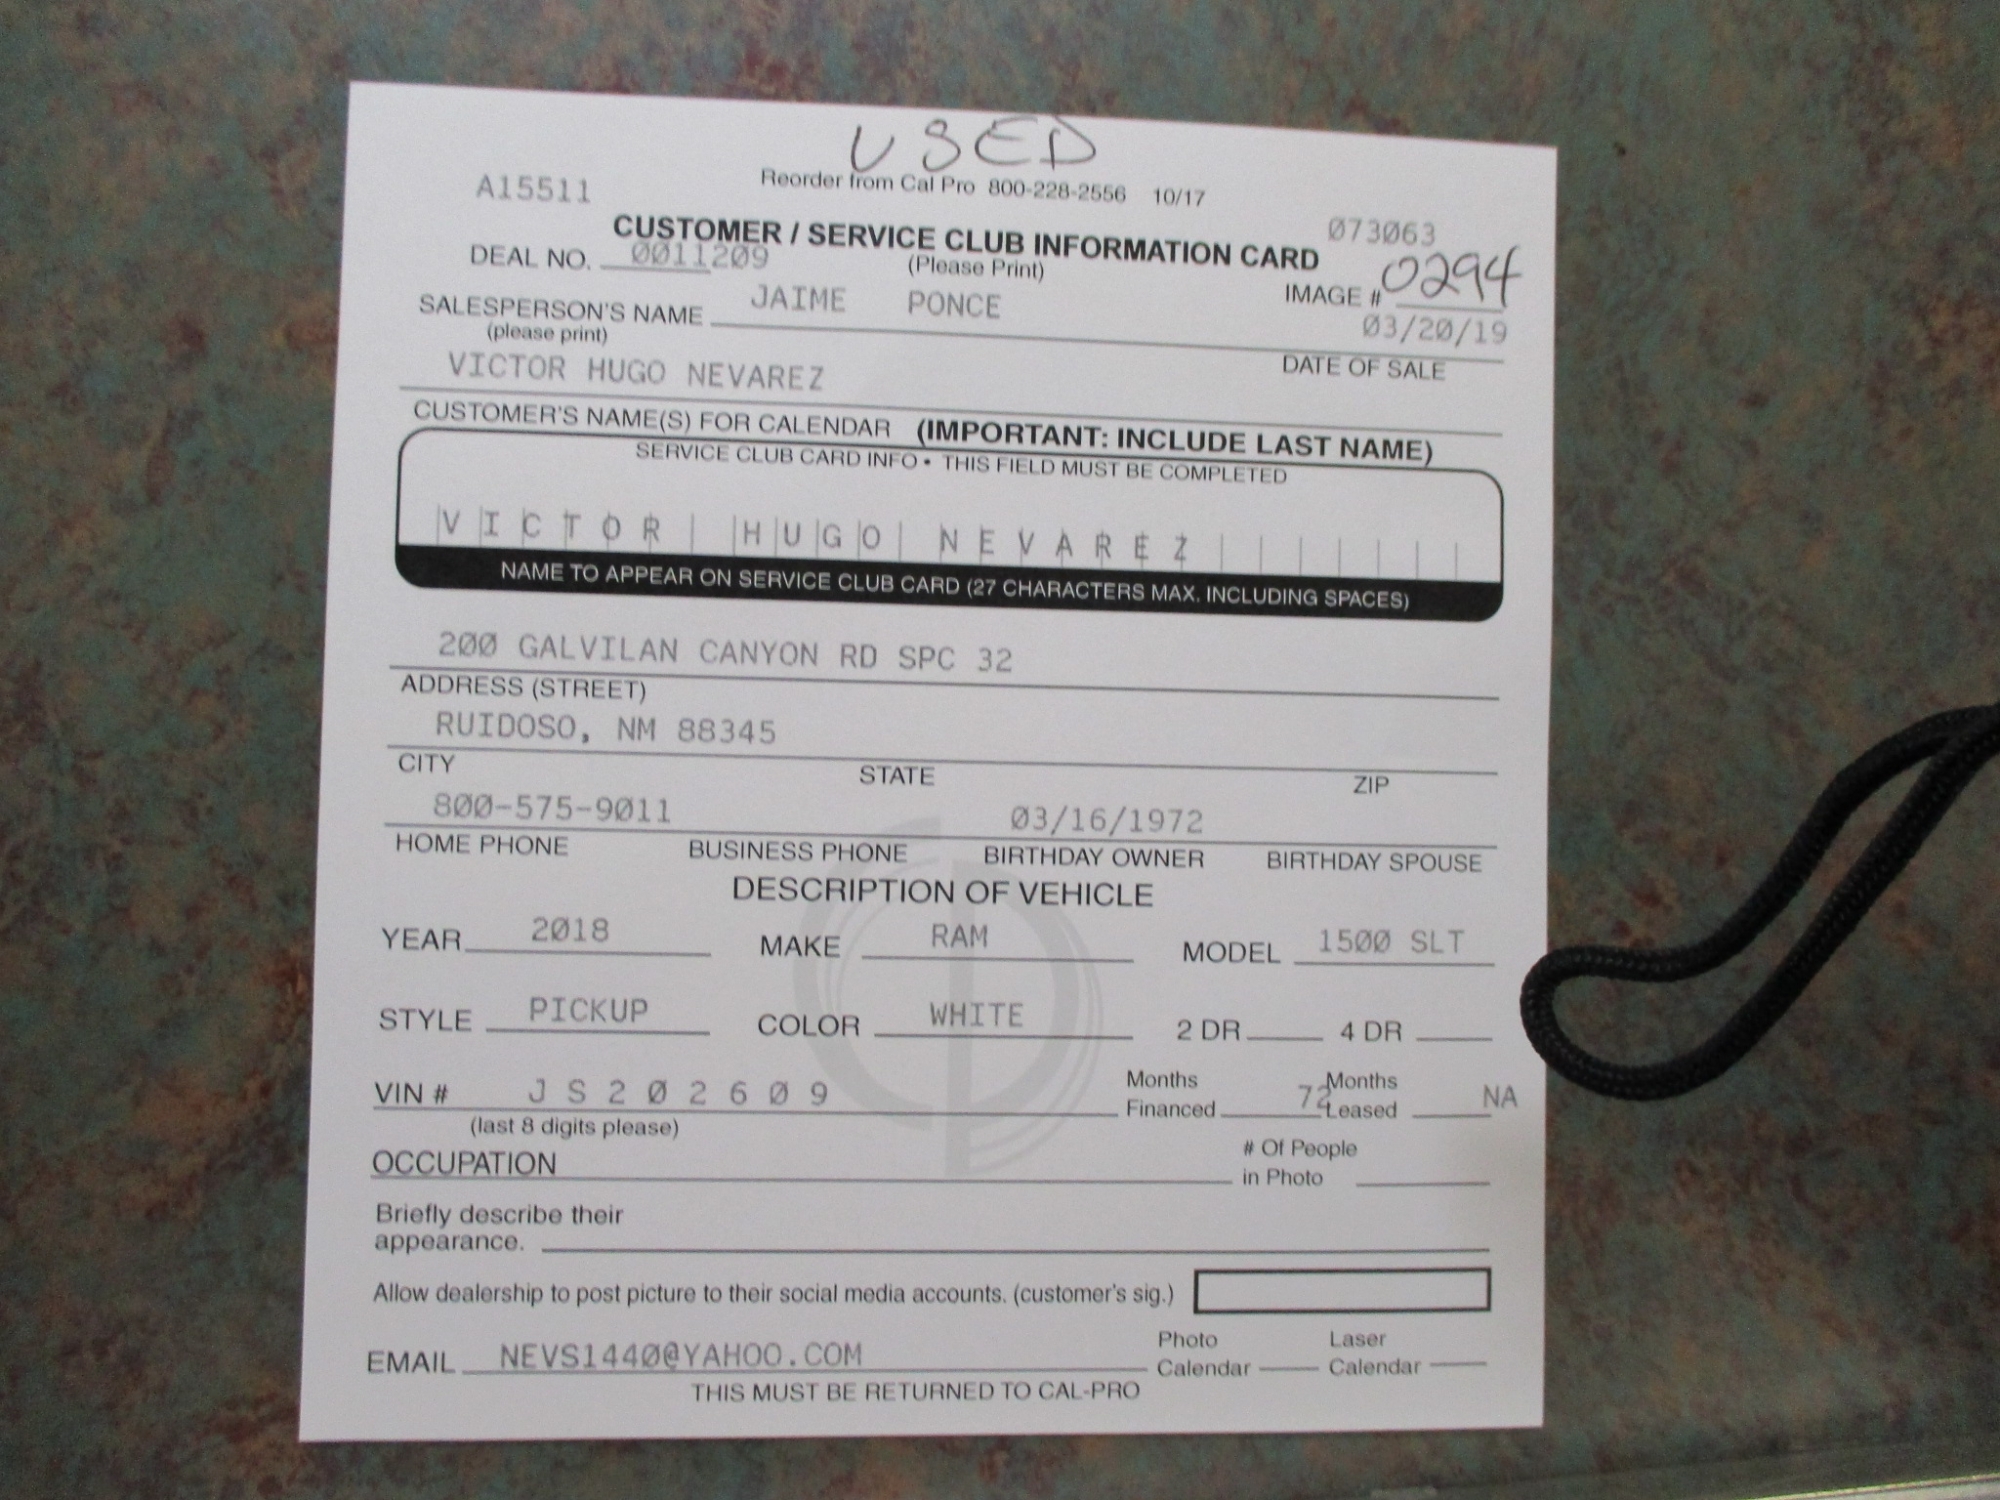 USED
A15511
Reorder from Cal Pro 800-228-2556 10/17
073063
CUSTOMER / SERVICE CLUB INFORMATION CARD
DEAL NO. 0011209 (Please Print)
IMAGE # 0294
SALESPERSON'S NAME JAIME PONCE
(please print)
03/20/19
DATE OF SALE
VICTOR HUGO NEVAREZ
CUSTOMER'S NAME(S) FOR CALENDAR (IMPORTANT: INCLUDE LAST NAME)
SERVICE CLUB CARD INFO • THIS FIELD MUST BE COMPLETED
VICTOR HUGO NEVAREZ
NAME TO APPEAR ON SERVICE CLUB CARD (27 CHARACTERS MAX. INCLUDING SPACES)
200 GALVILAN CANYON RD SPC 32
ADDRESS (STREET)
RUIDOSO, NM 88345
CITY STATE ZIP
800-575-9011 03/16/1972
HOME PHONE BUSINESS PHONE BIRTHDAY OWNER BIRTHDAY SPOUSE
DESCRIPTION OF VEHICLE
YEAR 2018 MAKE RAM MODEL 1500 SLT
STYLE PICKUP COLOR WHITE 2 DR 4 DR
VIN # JS202609 Months Financed 72 Months Leased NA
(last 8 digits please)
OCCUPATION # Of People in Photo
Briefly describe their
appearance.
Allow dealership to post picture to their social media accounts. (customer's sig.)
EMAIL NEVS1440@YAHOO.COM Photo Calendar Laser Calendar
THIS MUST BE RETURNED TO CAL-PRO